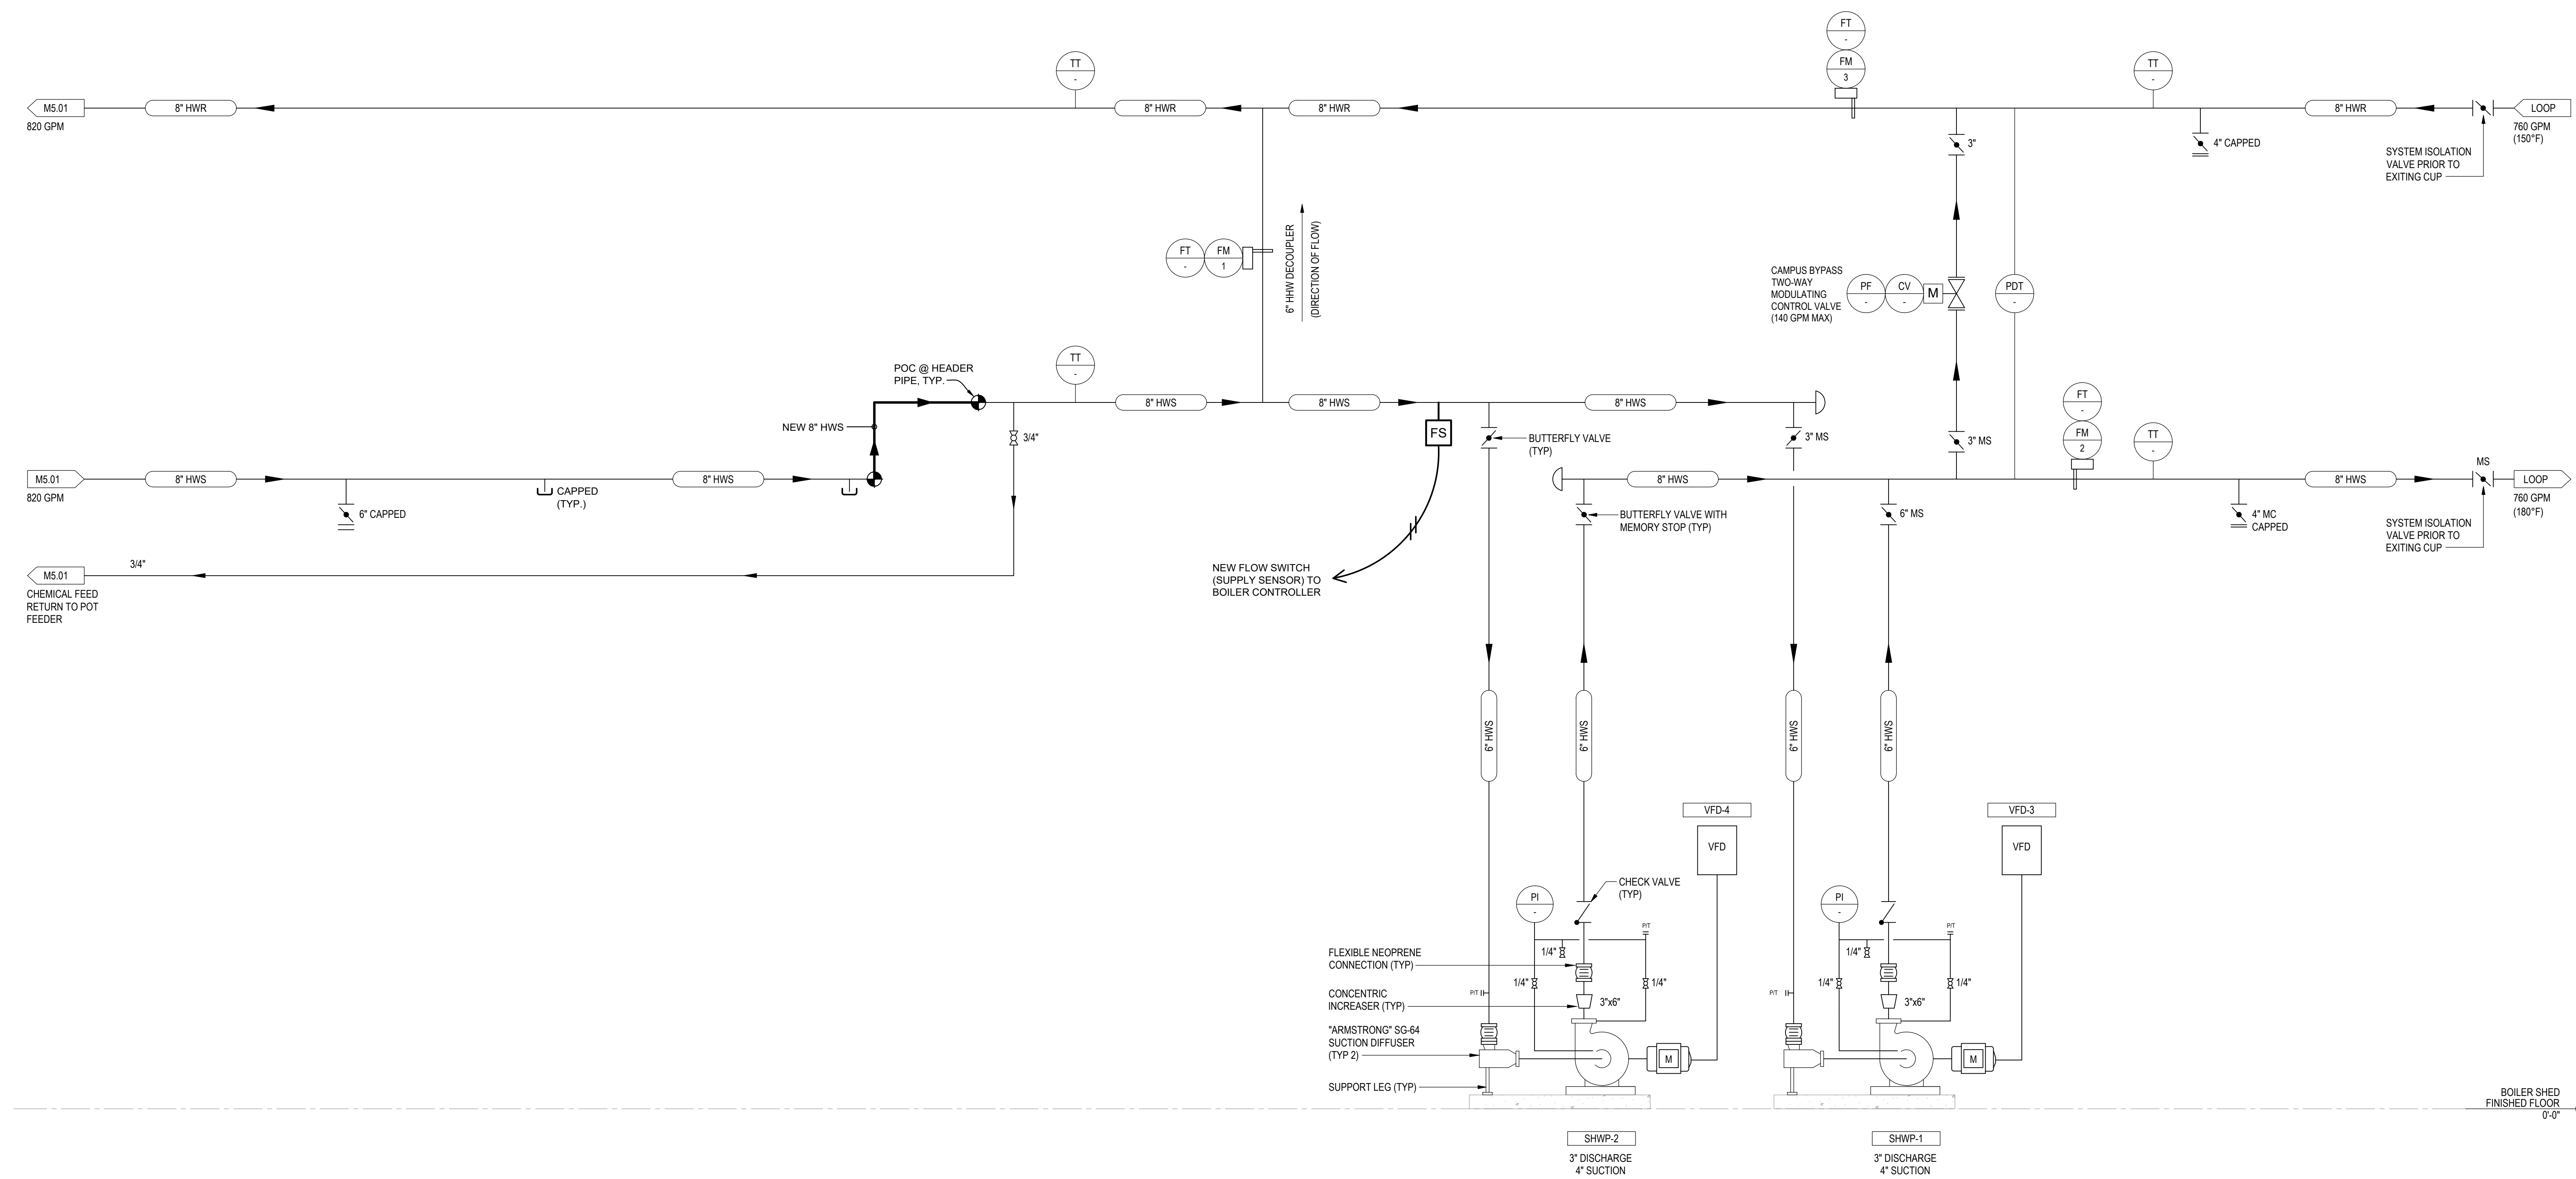 FT
-
FM
3
TT
-
TT
-
M5.01
8" HWR
8" HWR
8" HWR
8" HWR
LOOP
820 GPM
760 GPM
(150°F)
3"
4" CAPPED
SYSTEM ISOLATION
VALVE PRIOR TO
EXITING CUP
FT
-
FM
1
6" HHW DECOUPLER
(DIRECTION OF FLOW)
CAMPUS BYPASS
TWO-WAY
MODULATING
CONTROL VALVE
(140 GPM MAX)
PF
-
CV
-
M
PDT
-
POC @ HEADER
PIPE, TYP.
TT
-
8" HWS
8" HWS
8" HWS
FT
-
FM
2
TT
-
NEW 8" HWS
3/4"
FS
BUTTERFLY VALVE
(TYP)
3" MS
3" MS
M5.01
820 GPM
8" HWS
8" HWS
CAPPED
(TYP.)
6" CAPPED
8" HWS
8" HWS
MS
LOOP
760 GPM
(180°F)
BUTTERFLY VALVE WITH
MEMORY STOP (TYP)
6" MS
4" MC
CAPPED
SYSTEM ISOLATION
VALVE PRIOR TO
EXITING CUP
3/4"
M5.01
CHEMICAL FEED
RETURN TO POT
FEEDER
NEW FLOW SWITCH
(SUPPLY SENSOR) TO
BOILER CONTROLLER
6" HWS
6" HWS
6" HWS
6" HWS
VFD-4
VFD
VFD-3
VFD
CHECK VALVE
(TYP)
PI
-
PI
-
P/T
P/T
FLEXIBLE NEOPRENE
CONNECTION (TYP)
1/4"
1/4"
1/4"
1/4"
1/4"
1/4"
P/T
P/T
CONCENTRIC
INCREASER (TYP)
3"x6"
3"x6"
"ARMSTRONG" SG-64
SUCTION DIFFUSER
(TYP 2)
M
M
SUPPORT LEG (TYP)
BOILER SHED
FINISHED FLOOR
0'-0"
SHWP-2
3" DISCHARGE
4" SUCTION
SHWP-1
3" DISCHARGE
4" SUCTION